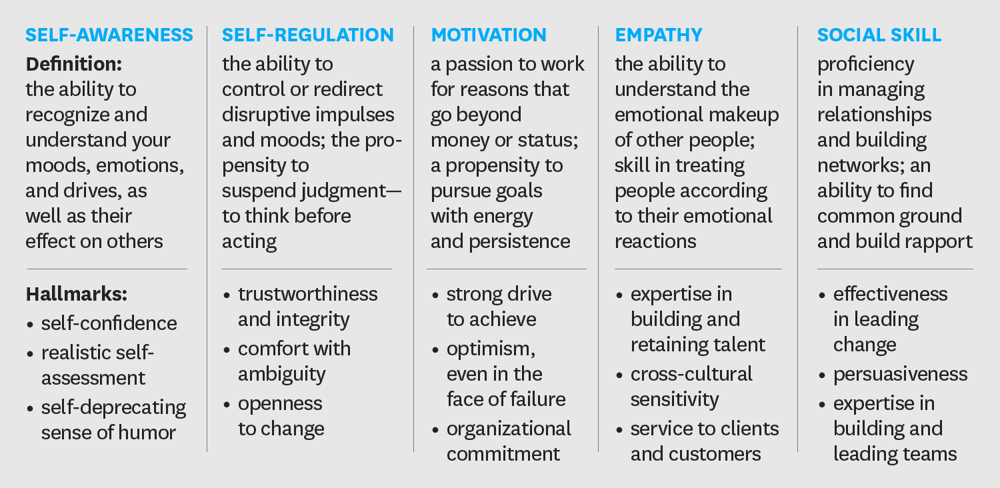 SELF-AWARENESS
Definition:
the ability to
recognize and
understand your
moods, emotions,
and drives, as
well as their
effect on others
Hallmarks:
• self-confidence
• realistic self-
assessment
• self-deprecating
sense of humor
SELF-REGULATION
the ability to
control or redirect
disruptive impulses
and moods; the pro-
pensity to
suspend judgment—
to think before
acting
• trustworthiness
and integrity
• comfort with
ambiguity
• openness
to change
MOTIVATION
a passion to work
for reasons that
go beyond
money or status;
a propensity to
pursue goals
with energy
and persistence
• strong drive
to achieve
• optimism,
even in the
face of failure
• organizational
commitment
EMPATHY
the ability to
understand the
emotional makeup
of other people;
skill in treating
people according
to their emotional
reactions
• expertise in
building and
retaining talent
• cross-cultural
sensitivity
• service to clients
and customers
SOCIAL SKILL
proficiency
in managing
relationships
and building
networks; an
ability to find
common ground
and build rapport
• effectiveness
in leading
change
• persuasiveness
• expertise in
building and
leading teams